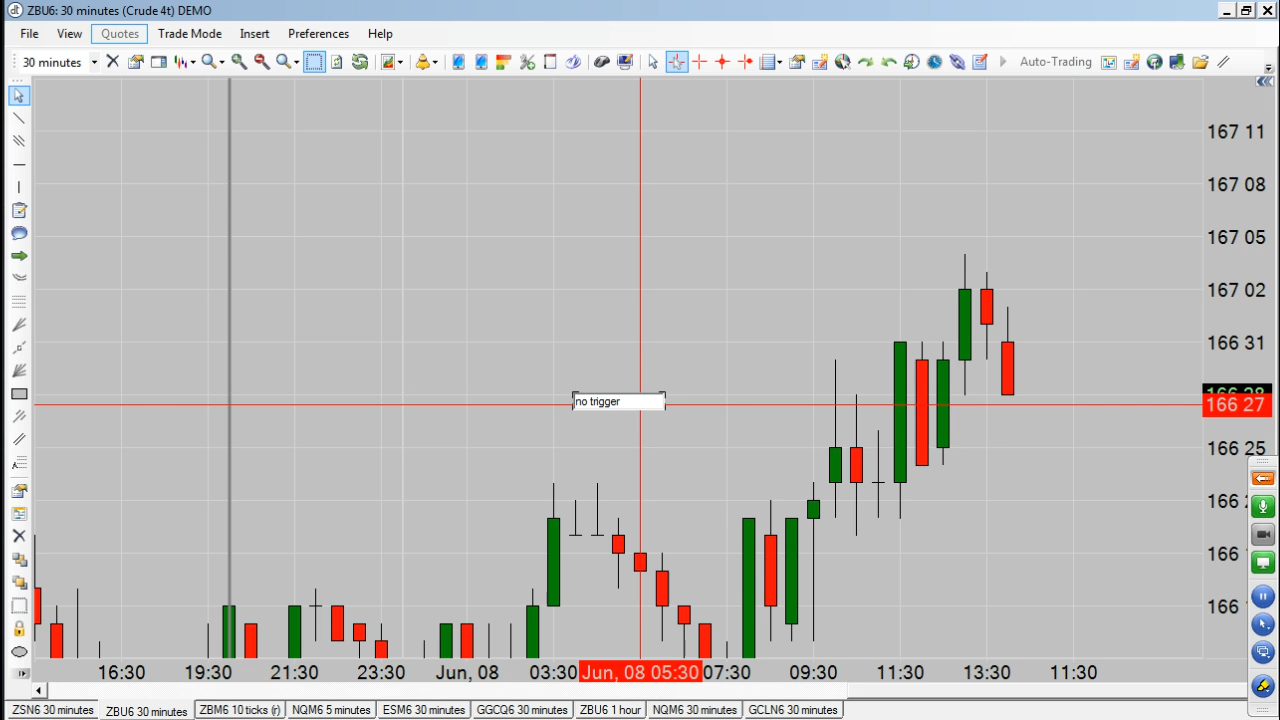 dt ZBU6: 30 minutes (Crude 4t) DEMO
File View Quotes Trade Mode Insert Preferences Help
30 minutes Auto-Trading
167 11
167 08
167 05
167 02
166 31
166 27
166 25
no trigger
16:30 19:30 21:30 23:30 Jun, 08 03:30 Jun, 08 05:30 07:30 09:30 11:30 13:30 11:30
ZSN6 30 minutes ZBU6 30 minutes ZBM6 10 ticks (r) NQM6 5 minutes ESM6 30 minutes GGCQ6 30 minutes ZBU6 1 hour NQM6 30 minutes GCLN6 30 minutes